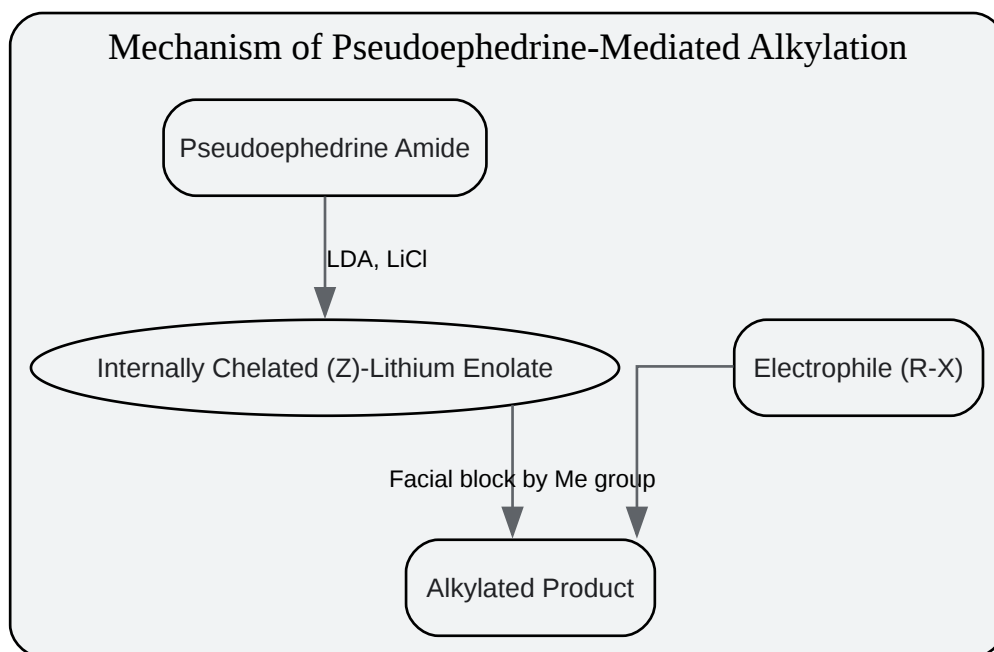 Mechanism of Pseudoephedrine-Mediated Alkylation
Pseudoephedrine Amide
LDA, LiCl
Internally Chelated (Z)-Lithium Enolate
Electrophile (R-X)
Facial block by Me group
Alkylated Product